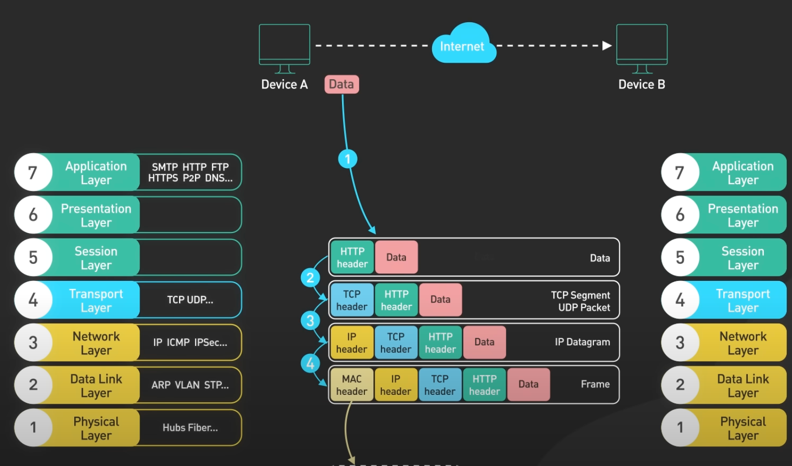 Internet
Device A
Data
Device B
1
7
Application
Layer
SMTP HTTP FTP
HTTPS P2P DNS...
6
Presentation
Layer
5
Session
Layer
4
Transport
Layer
TCP UDP...
3
Network
Layer
IP ICMP IPSec...
2
Data Link
Layer
ARP VLAN STP...
1
Physical
Layer
Hubs Fiber...
HTTP
header
Data
Data
2
TCP
header
HTTP
header
Data
TCP Segment
UDP Packet
3
IP
header
TCP
header
HTTP
header
Data
IP Datagram
4
MAC
header
IP
header
TCP
header
HTTP
header
Data
Frame
7
Application
Layer
6
Presentation
Layer
5
Session
Layer
4
Transport
Layer
3
Network
Layer
2
Data Link
Layer
1
Physical
Layer